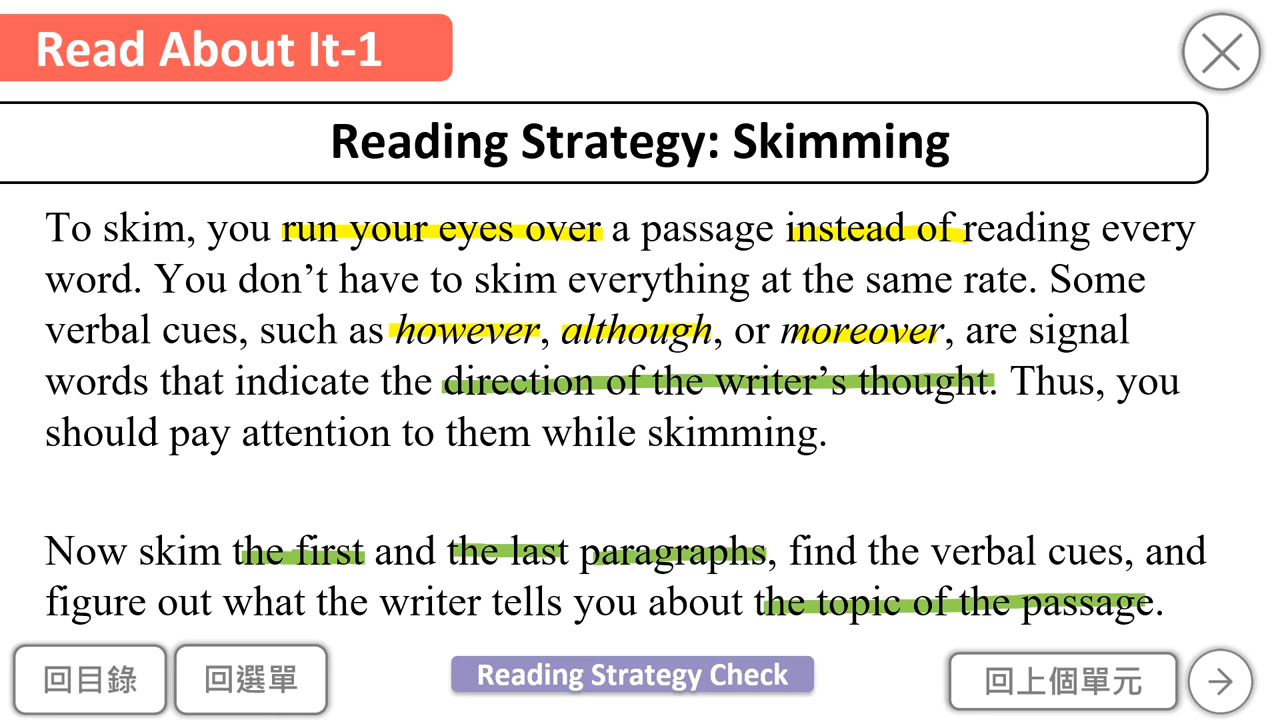 Read About It-1
Reading Strategy: Skimming
To skim, you run your eyes over a passage instead of reading every
word. You don’t have to skim everything at the same rate. Some
verbal cues, such as however, although, or moreover, are signal
words that indicate the direction of the writer’s thought. Thus, you
should pay attention to them while skimming.
Now skim the first and the last paragraphs, find the verbal cues, and
figure out what the writer tells you about the topic of the passage.
回目錄
回選單
Reading Strategy Check
回上個單元